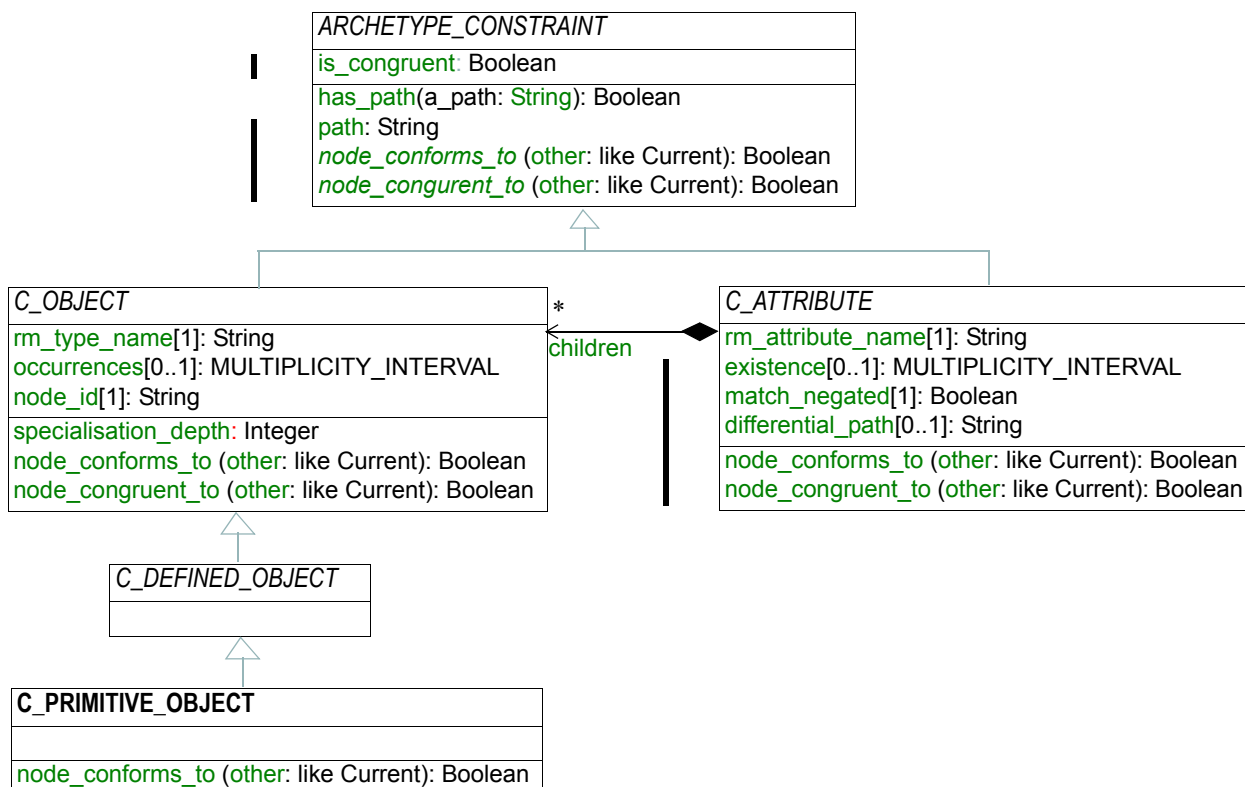 ARCHETYPE_CONSTRAINT
is_congruent: Boolean
has_path(a_path: String): Boolean
path: String
node_conforms_to (other: like Current): Boolean
node_congurent_to (other: like Current): Boolean
C_OBJECT
rm_type_name[1]: String
occurrences[0..1]: MULTIPLICITY_INTERVAL
node_id[1]: String
specialisation_depth: Integer
node_conforms_to (other: like Current): Boolean
node_congruent_to (other: like Current): Boolean
*
children
C_ATTRIBUTE
rm_attribute_name[1]: String
existence[0..1]: MULTIPLICITY_INTERVAL
match_negated[1]: Boolean
differential_path[0..1]: String
node_conforms_to (other: like Current): Boolean
node_congruent_to (other: like Current): Boolean
C_DEFINED_OBJECT
C_PRIMITIVE_OBJECT
node_conforms_to (other: like Current): Boolean